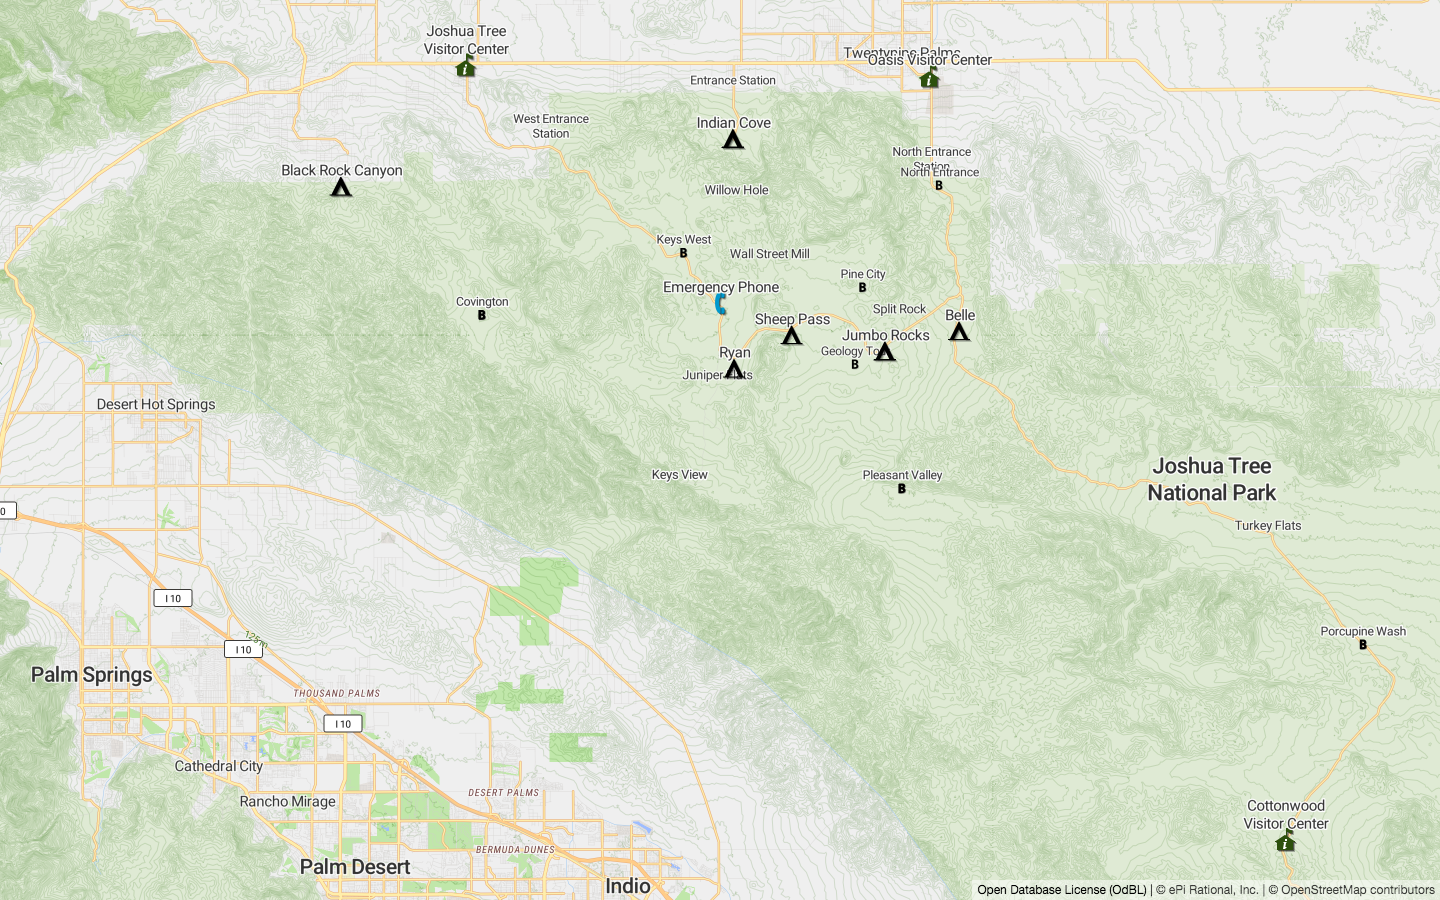 Joshua Tree
Visitor Center
Twentynine Palms
Oasis Visitor Center
Entrance Station
West Entrance
Station
Indian Cove
North Entrance
Station
North Entrance
B
Black Rock Canyon
Willow Hole
Keys West
B
Wall Street Mill
Pine City
B
Emergency Phone
Covington
B
Split Rock
Sheep Pass
Belle
Jumbo Rocks
Geology To
B
Ryan
Juniper
ts
Desert Hot Springs
Joshua Tree
National Park
Keys View
Pleasant Valley
B
0
Turkey Flats
I 10
125m
I 10
Porcupine Wash
B
Palm Springs
THOUSAND PALMS
I 10
Cathedral City
DESERT PALMS
Rancho Mirage
Cottonwood
Visitor Center
BERMUDA DUNES
Palm Desert
Indio
Open Database License (OdBL) | © ePi Rational, Inc. | © OpenStreetMap contributors